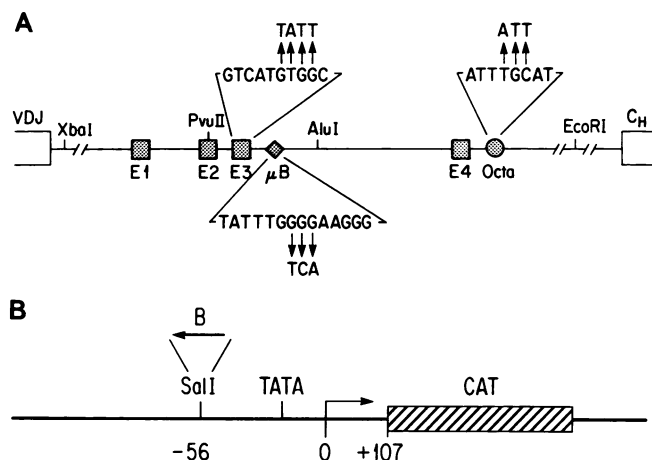 A
TATT
ATT
GTCATGTGGC
ATTTGCAT
VDJ
XbaI
PvuII
AluI
EcoRI
CH
E1
E2
E3
μB
E4
Octa
TATTTGGGGAAGGG
TCA
B
B
SalI
TATA
CAT
-56
0
+107